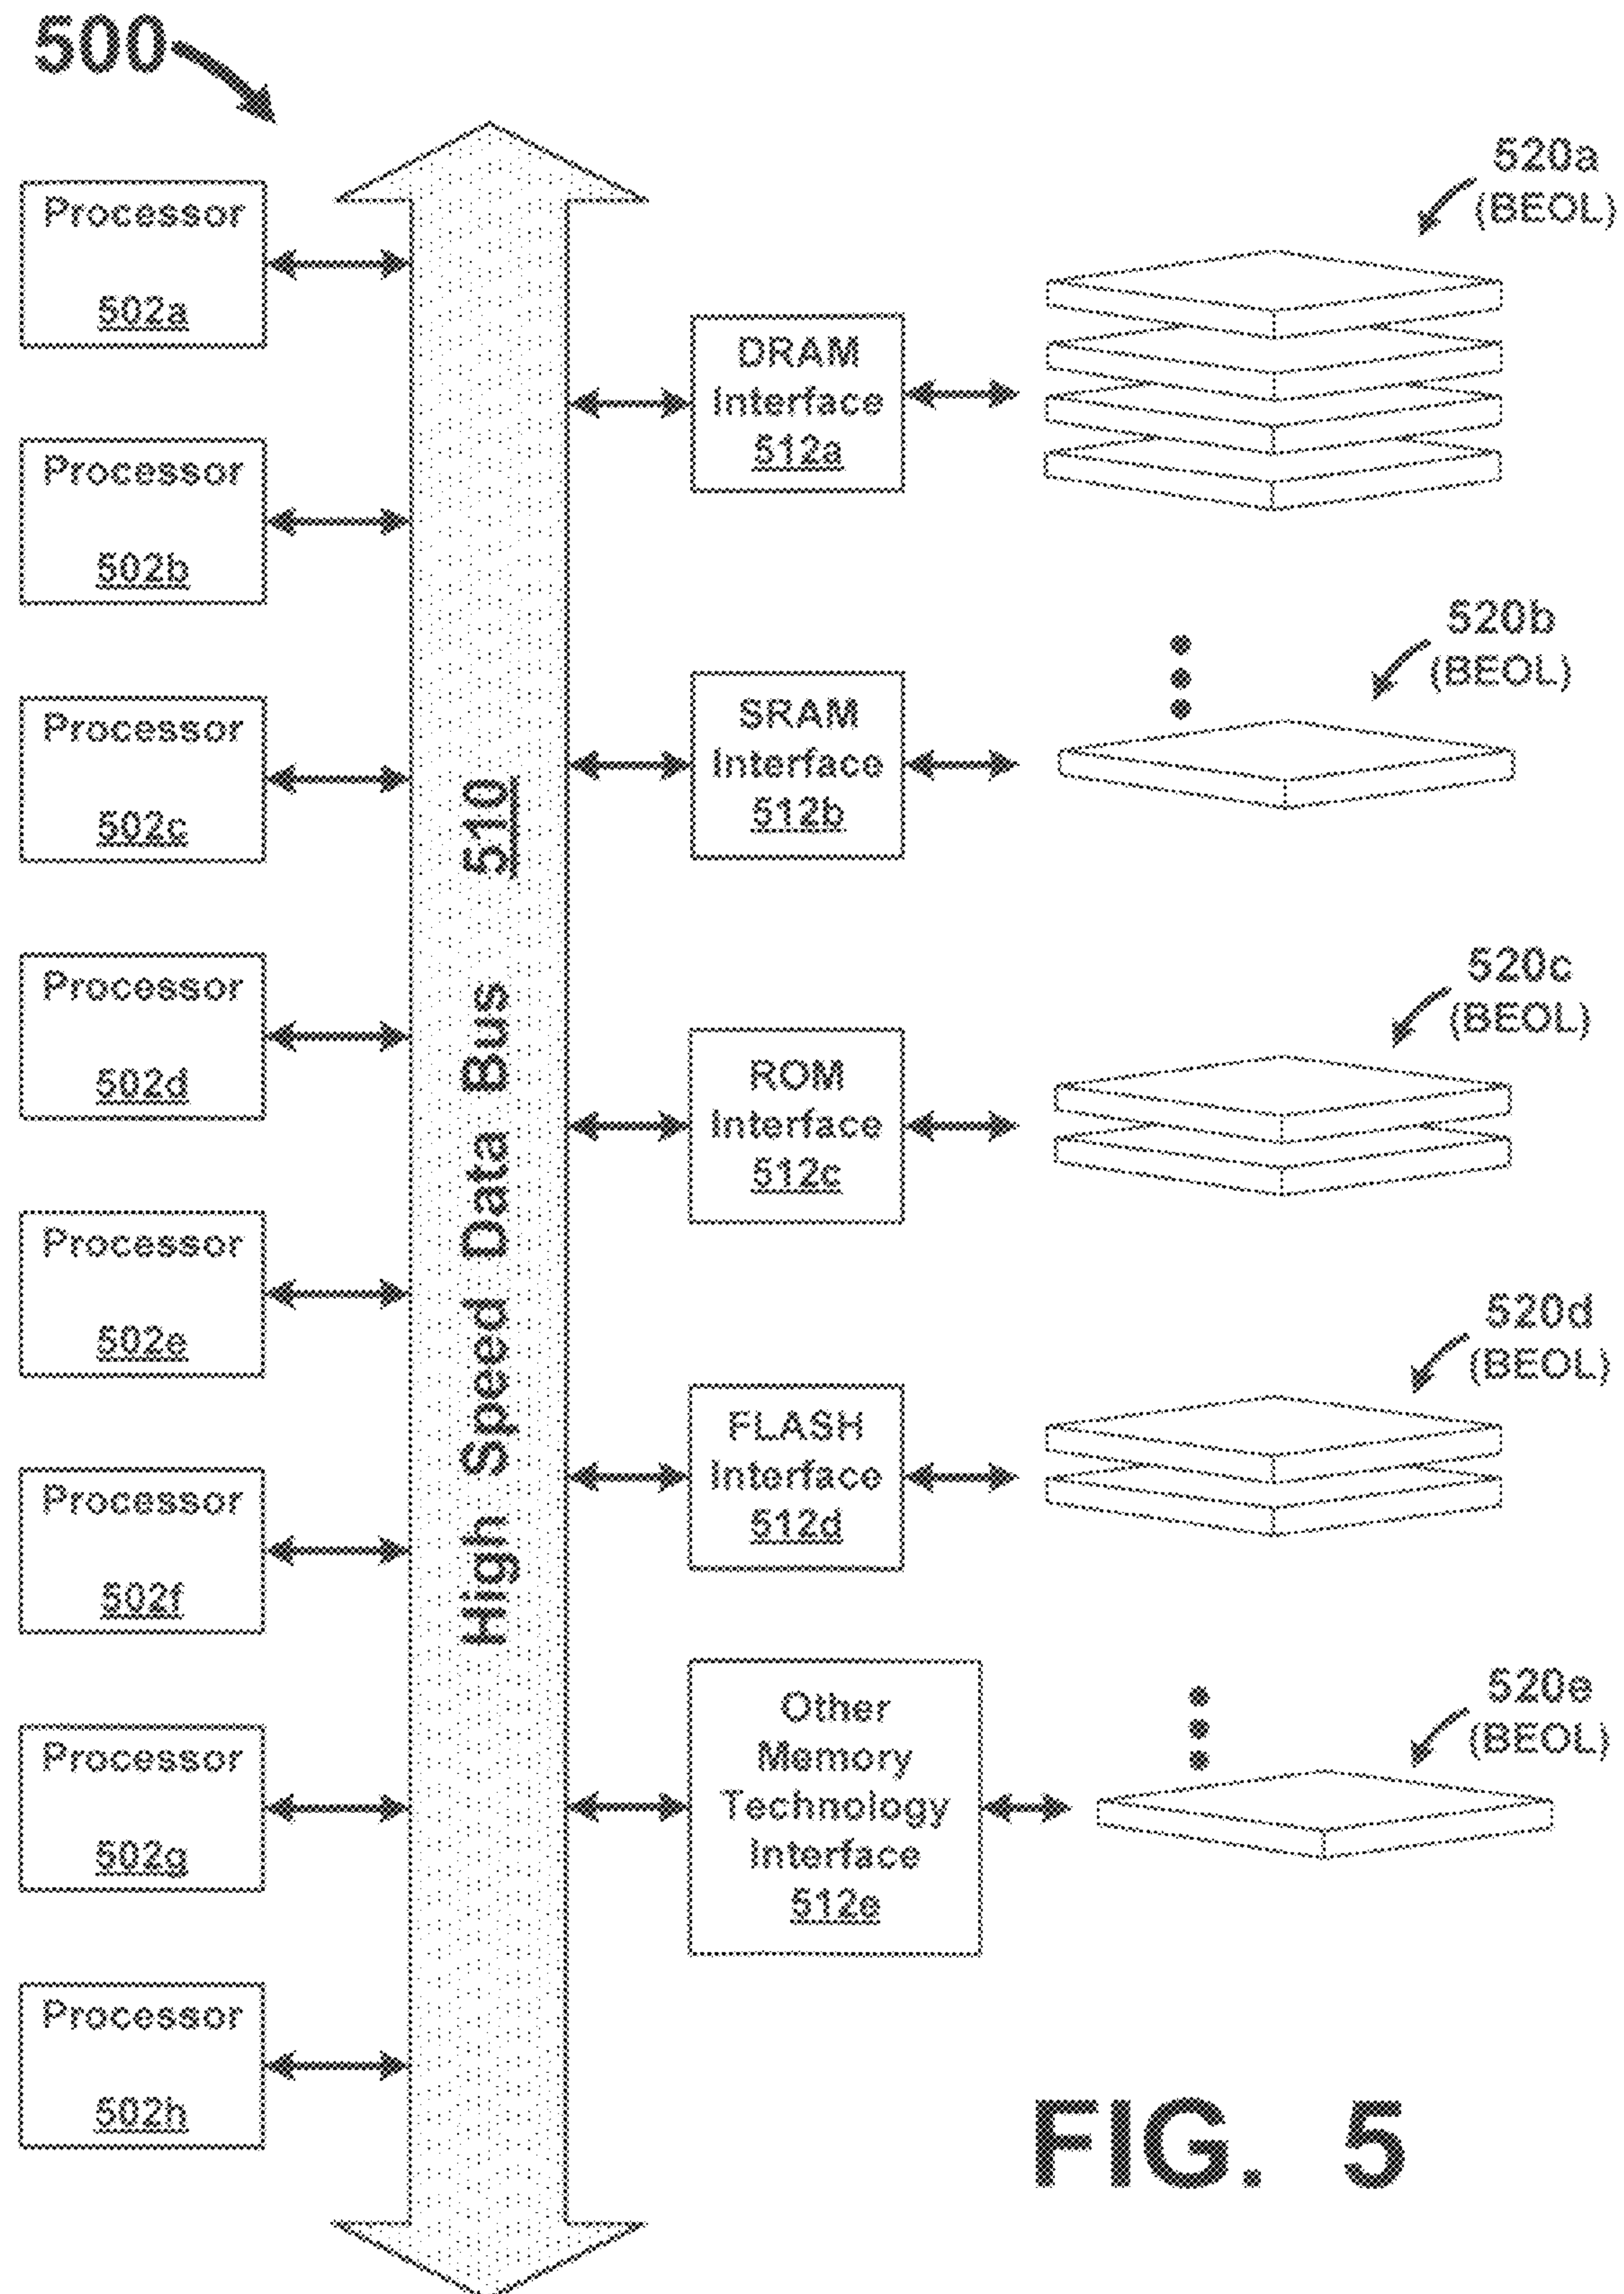 500
Processor
502a
Processor
502b
Processor
502c
Processor
502d
Processor
502e
Processor
502f
Processor
502g
Processor
502h
High Speed Data Bus 510
DRAM
Interface
512a
SRAM
Interface
512b
ROM
Interface
512c
FLASH
Interface
512d
Other
Memory
Technology
Interface
512e
520a
(BEOL)
520b
(BEOL)
520c
(BEOL)
520d
(BEOL)
520e
(BEOL)
FIG. 5